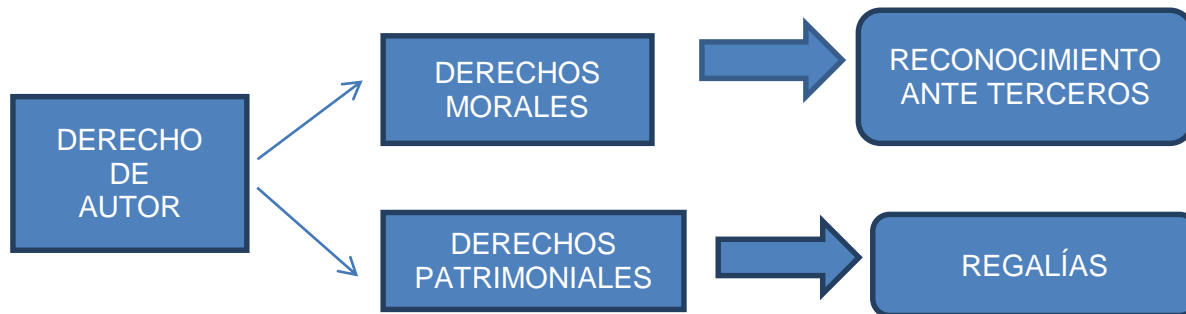 DERECHO
DE
AUTOR
DERECHOS
MORALES
RECONOCIMIENTO
ANTE TERCEROS
DERECHOS
PATRIMONIALES
REGALÍAS